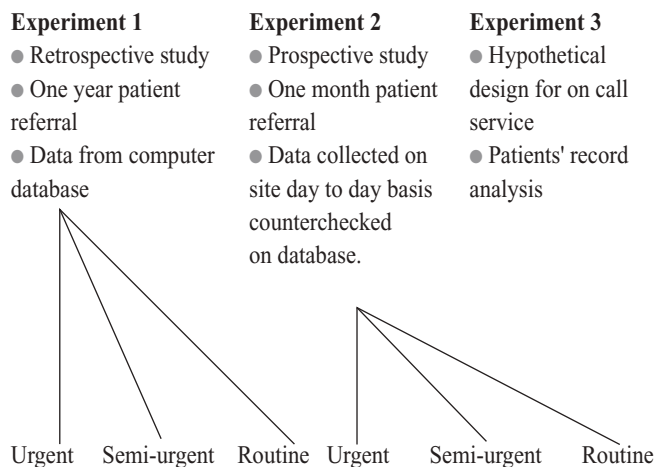 Experiment 1
● Retrospective study
● One year patient
referral
● Data from computer
database
Experiment 2
● Prospective study
● One month patient
referral
● Data collected on
site day to day basis
counterchecked
on database.
Experiment 3
● Hypothetical
design for on call
service
● Patients' record
analysis
Urgent Semi-urgent Routine Urgent Semi-urgent Routine